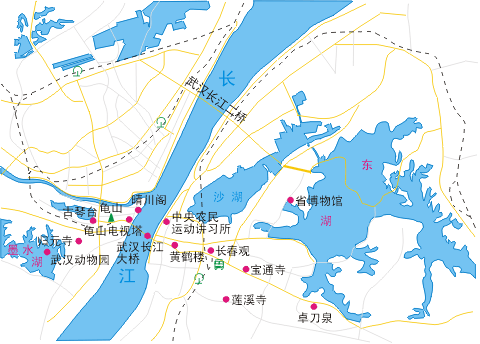 长
武汉长江二桥
东
沙 湖
省博物馆
湖
晴川阁
龟山
古琴台
中央农民
运动讲习所
龟山电视塔
归元寺
墨水
湖
武汉动物园
武汉长江
大桥
黄鹤楼
长春观
宝通寺
江
莲溪寺
卓刀泉